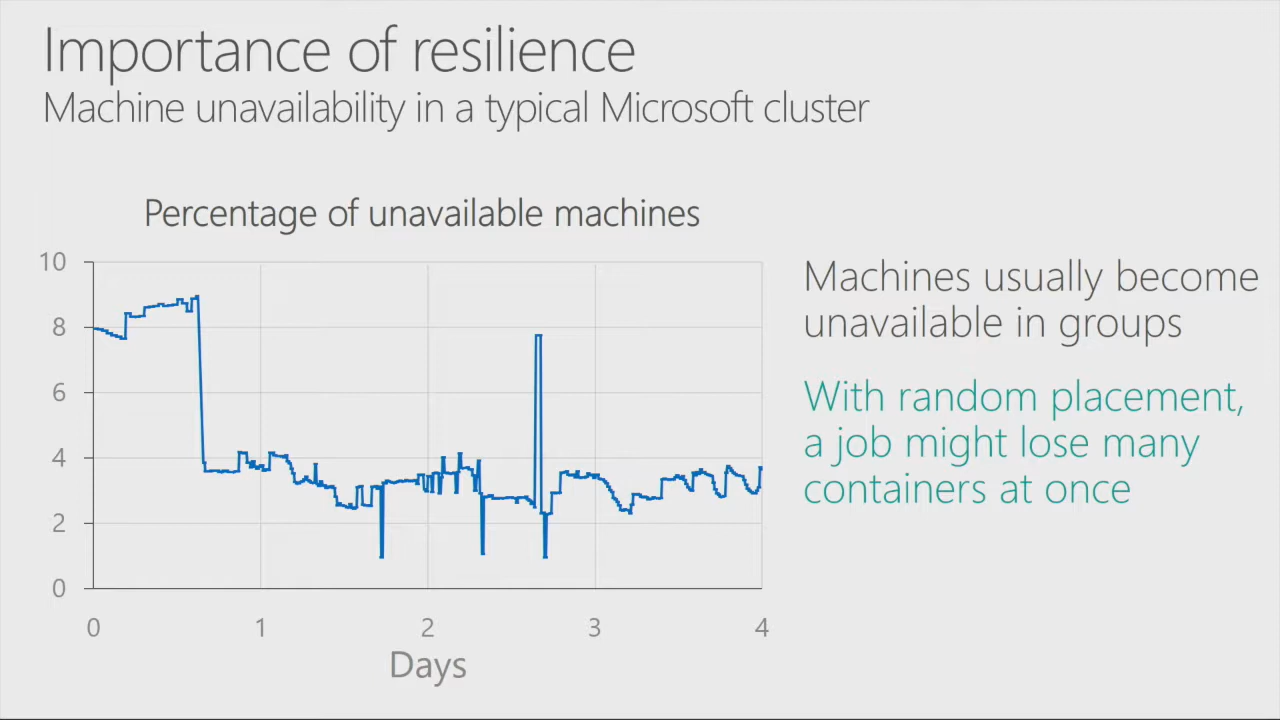 Importance of resilience
Machine unavailability in a typical Microsoft cluster
Percentage of unavailable machines
10
8
6
4
2
0
0 1 2 3 4
Days
Machines usually become
unavailable in groups
With random placement,
a job might lose many
containers at once